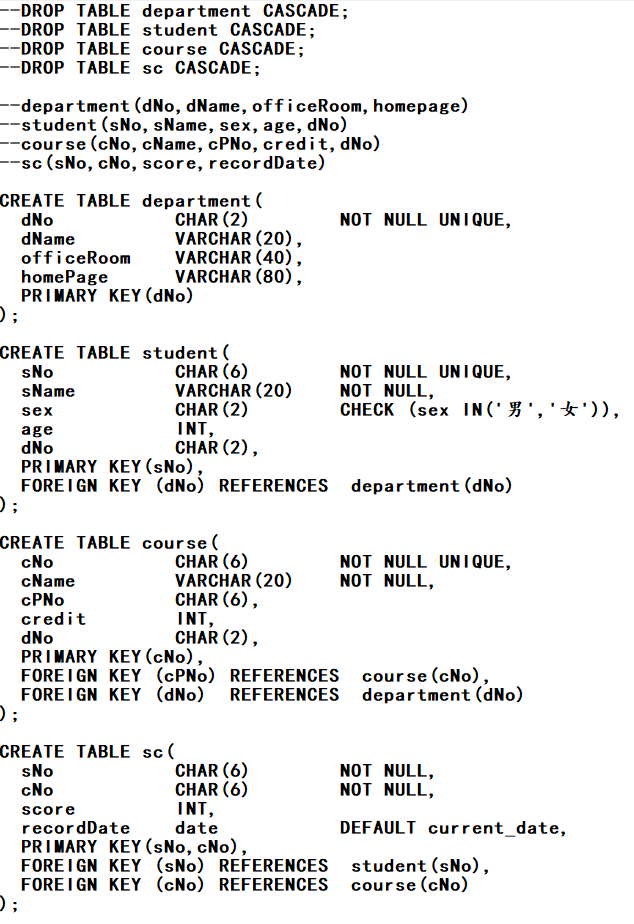 --DROP TABLE department CASCADE;
--DROP TABLE student CASCADE;
--DROP TABLE course CASCADE;
--DROP TABLE sc CASCADE;
--department(dNo,dName,officeRoom,homepage)
--student(sNo,sName,sex,age,dNo)
--course(cNo,cName,cPNo,credit,dNo)
--sc(sNo,cNo,score,recordDate)
CREATE TABLE department(
dNo CHAR(2) NOT NULL UNIQUE,
dName VARCHAR(20),
officeRoom VARCHAR(40),
homePage VARCHAR(80),
PRIMARY KEY(dNo)
);
CREATE TABLE student(
sNo CHAR(6) NOT NULL UNIQUE,
sName VARCHAR(20) NOT NULL,
sex CHAR(2) CHECK (sex IN('男','女')),
age INT,
dNo CHAR(2),
PRIMARY KEY(sNo),
FOREIGN KEY (dNo) REFERENCES department(dNo)
);
CREATE TABLE course(
cNo CHAR(6) NOT NULL UNIQUE,
cName VARCHAR(20) NOT NULL,
cPNo CHAR(6),
credit INT,
dNo CHAR(2),
PRIMARY KEY(cNo),
FOREIGN KEY (cPNo) REFERENCES course(cNo),
FOREIGN KEY (dNo) REFERENCES department(dNo)
);
CREATE TABLE sc(
sNo CHAR(6) NOT NULL,
cNo CHAR(6) NOT NULL,
score INT,
recordDate date DEFAULT current_date,
PRIMARY KEY(sNo,cNo),
FOREIGN KEY (sNo) REFERENCES student(sNo),
FOREIGN KEY (cNo) REFERENCES course(cNo)
);